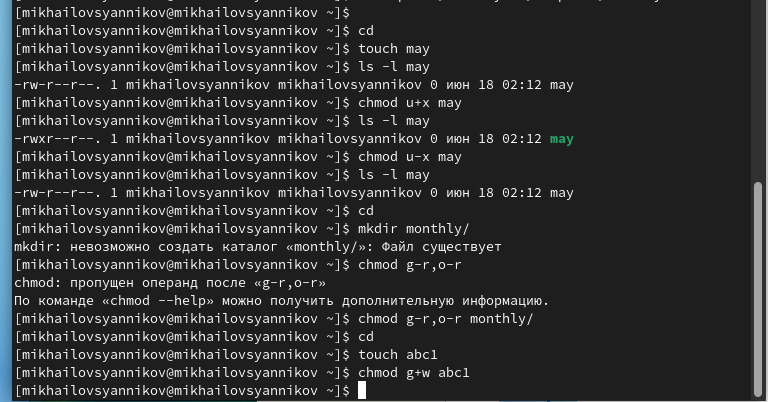 [mikhailovsyannikov@mikhailovsyannikov ~]$
[mikhailovsyannikov@mikhailovsyannikov ~]$ cd
[mikhailovsyannikov@mikhailovsyannikov ~]$ touch may
[mikhailovsyannikov@mikhailovsyannikov ~]$ ls -l may
-rw-r--r--. 1 mikhailovsyannikov mikhailovsyannikov 0 июн 18 02:12 may
[mikhailovsyannikov@mikhailovsyannikov ~]$ chmod u+x may
[mikhailovsyannikov@mikhailovsyannikov ~]$ ls -l may
-rwxr--r--. 1 mikhailovsyannikov mikhailovsyannikov 0 июн 18 02:12 may
[mikhailovsyannikov@mikhailovsyannikov ~]$ chmod u-x may
[mikhailovsyannikov@mikhailovsyannikov ~]$ ls -l may
-rw-r--r--. 1 mikhailovsyannikov mikhailovsyannikov 0 июн 18 02:12 may
[mikhailovsyannikov@mikhailovsyannikov ~]$ cd
[mikhailovsyannikov@mikhailovsyannikov ~]$ mkdir monthly/
mkdir: невозможно создать каталог «monthly/»: Файл существует
[mikhailovsyannikov@mikhailovsyannikov ~]$ chmod g-r,o-r
chmod: пропущен операнд после «g-r,o-r»
По команде «chmod --help» можно получить дополнительную информацию.
[mikhailovsyannikov@mikhailovsyannikov ~]$ chmod g-r,o-r monthly/
[mikhailovsyannikov@mikhailovsyannikov ~]$ cd
[mikhailovsyannikov@mikhailovsyannikov ~]$ touch abc1
[mikhailovsyannikov@mikhailovsyannikov ~]$ chmod g+w abc1
[mikhailovsyannikov@mikhailovsyannikov ~]$